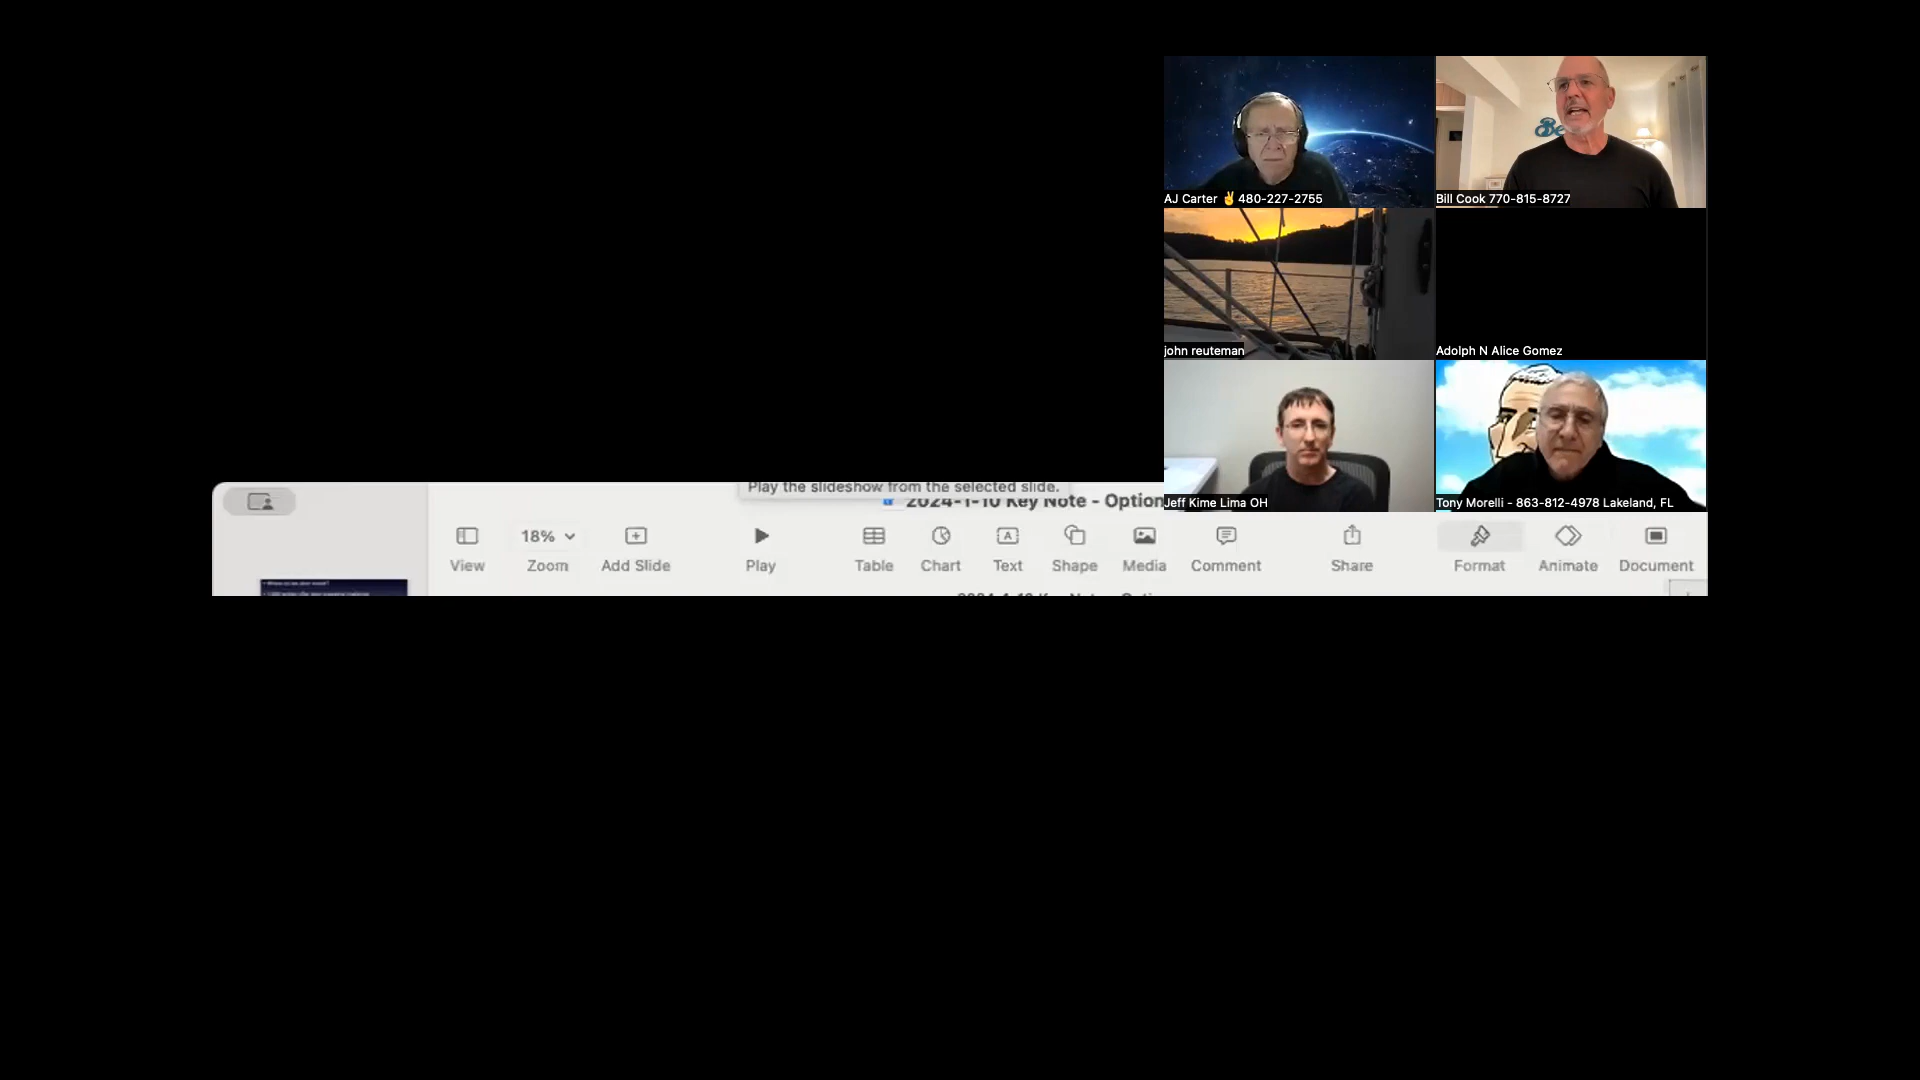 AJ Carter ✌ 480-227-2755
Bill Cook 770-815-8727
john reuteman
Adolph N Alice Gomez
Jeff Kime Lima OH
Tony Morelli - 863-812-4978 Lakeland, FL
Play the slideshow from the selected slide.
2024-1-10 Key Note - Option
18%
View
Zoom
Add Slide
Play
Table
Chart
Text
Shape
Media
Comment
Share
Format
Animate
Document